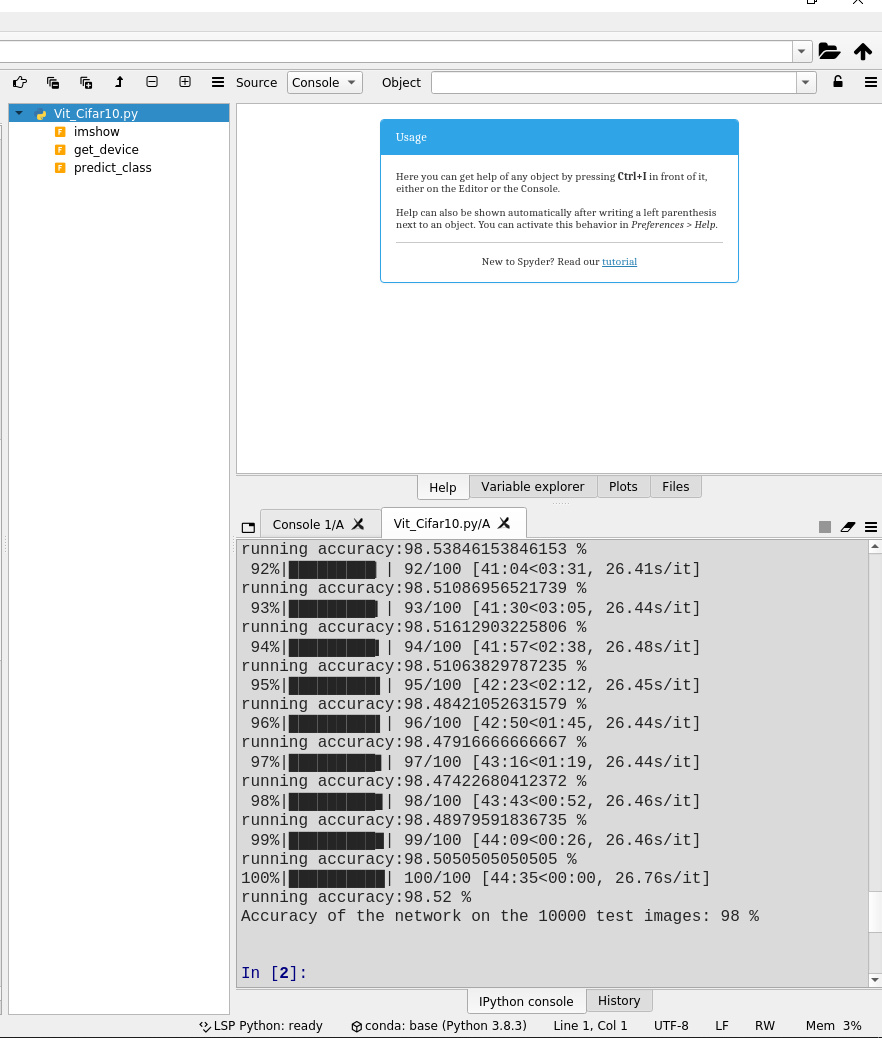 Source Console Object
Vit_Cifar10.py
imshow
get_device
predict_class
Usage
Here you can get help of any object by pressing Ctrl+I in front of it,
either on the Editor or the Console.
Help can also be shown automatically after writing a left parenthesis
next to an object. You can activate this behavior in Preferences > Help.
New to Spyder? Read our tutorial
Help Variable explorer Plots Files
Console 1/A Vit_Cifar10.py/A
running accuracy:98.53846153846153 %
92%|█████████▏| 92/100 [41:04<03:31, 26.41s/it]
running accuracy:98.51086956521739 %
93%|█████████▎| 93/100 [41:30<03:05, 26.44s/it]
running accuracy:98.51612903225806 %
94%|█████████▍| 94/100 [41:57<02:38, 26.48s/it]
running accuracy:98.51063829787235 %
95%|█████████▌| 95/100 [42:23<02:12, 26.45s/it]
running accuracy:98.48421052631579 %
96%|█████████▌| 96/100 [42:50<01:45, 26.44s/it]
running accuracy:98.47916666666667 %
97%|█████████▋| 97/100 [43:16<01:19, 26.44s/it]
running accuracy:98.47422680412372 %
98%|█████████▊| 98/100 [43:43<00:52, 26.46s/it]
running accuracy:98.48979591836735 %
99%|█████████▉| 99/100 [44:09<00:26, 26.46s/it]
running accuracy:98.5050505050505 %
100%|██████████| 100/100 [44:35<00:00, 26.76s/it]
running accuracy:98.52 %
Accuracy of the network on the 10000 test images: 98 %
In [2]:
IPython console History
LSP Python: ready conda: base (Python 3.8.3) Line 1, Col 1 UTF-8 LF RW Mem 3%